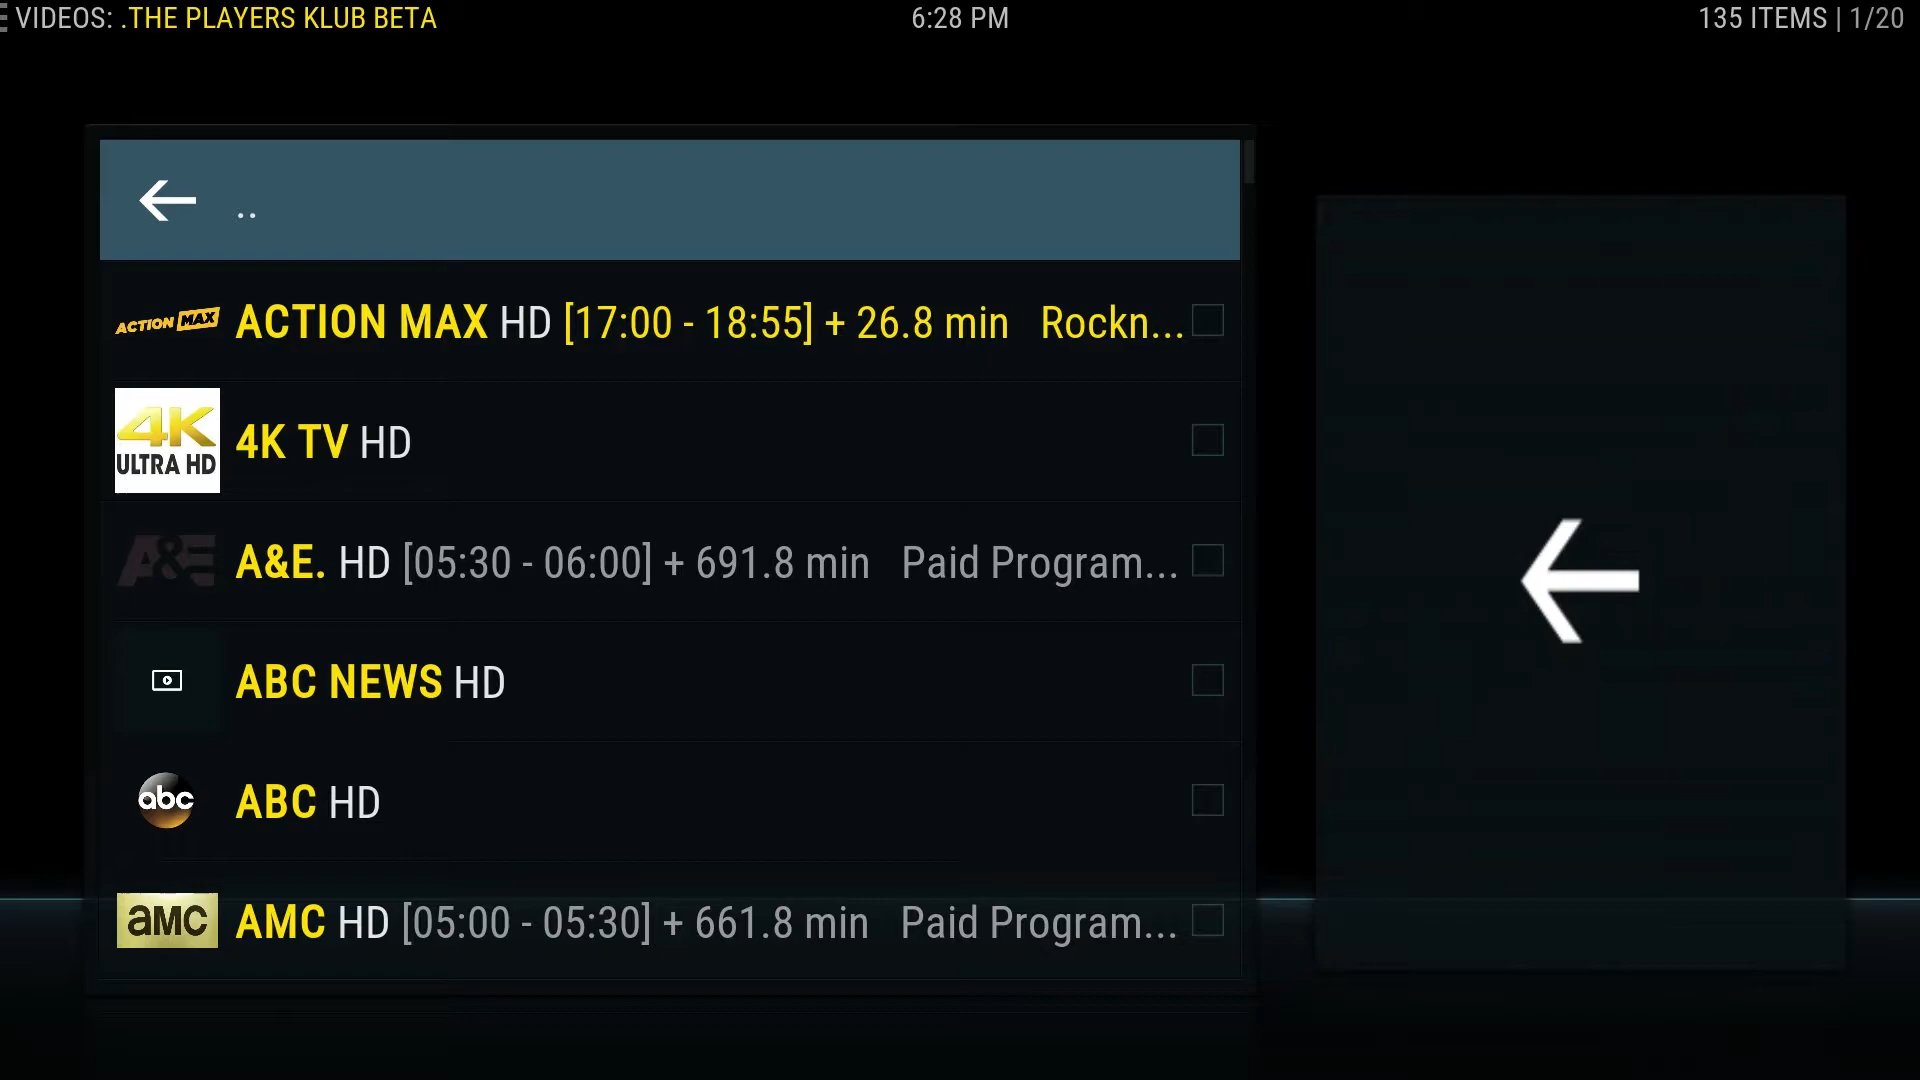 VIDEOS: .THE PLAYERS KLUB BETA
6:28 PM
135 ITEMS | 1/20
..
ACTION MAX ACTION MAX HD [17:00 - 18:55] + 26.8 min Rockn...
4K ULTRA HD
4K TV HD
A&E A&E. HD [05:30 - 06:00] + 691.8 min Paid Program...
ABC NEWS HD
abc ABC HD
aMC AMC HD [05:00 - 05:30] + 661.8 min Paid Program...